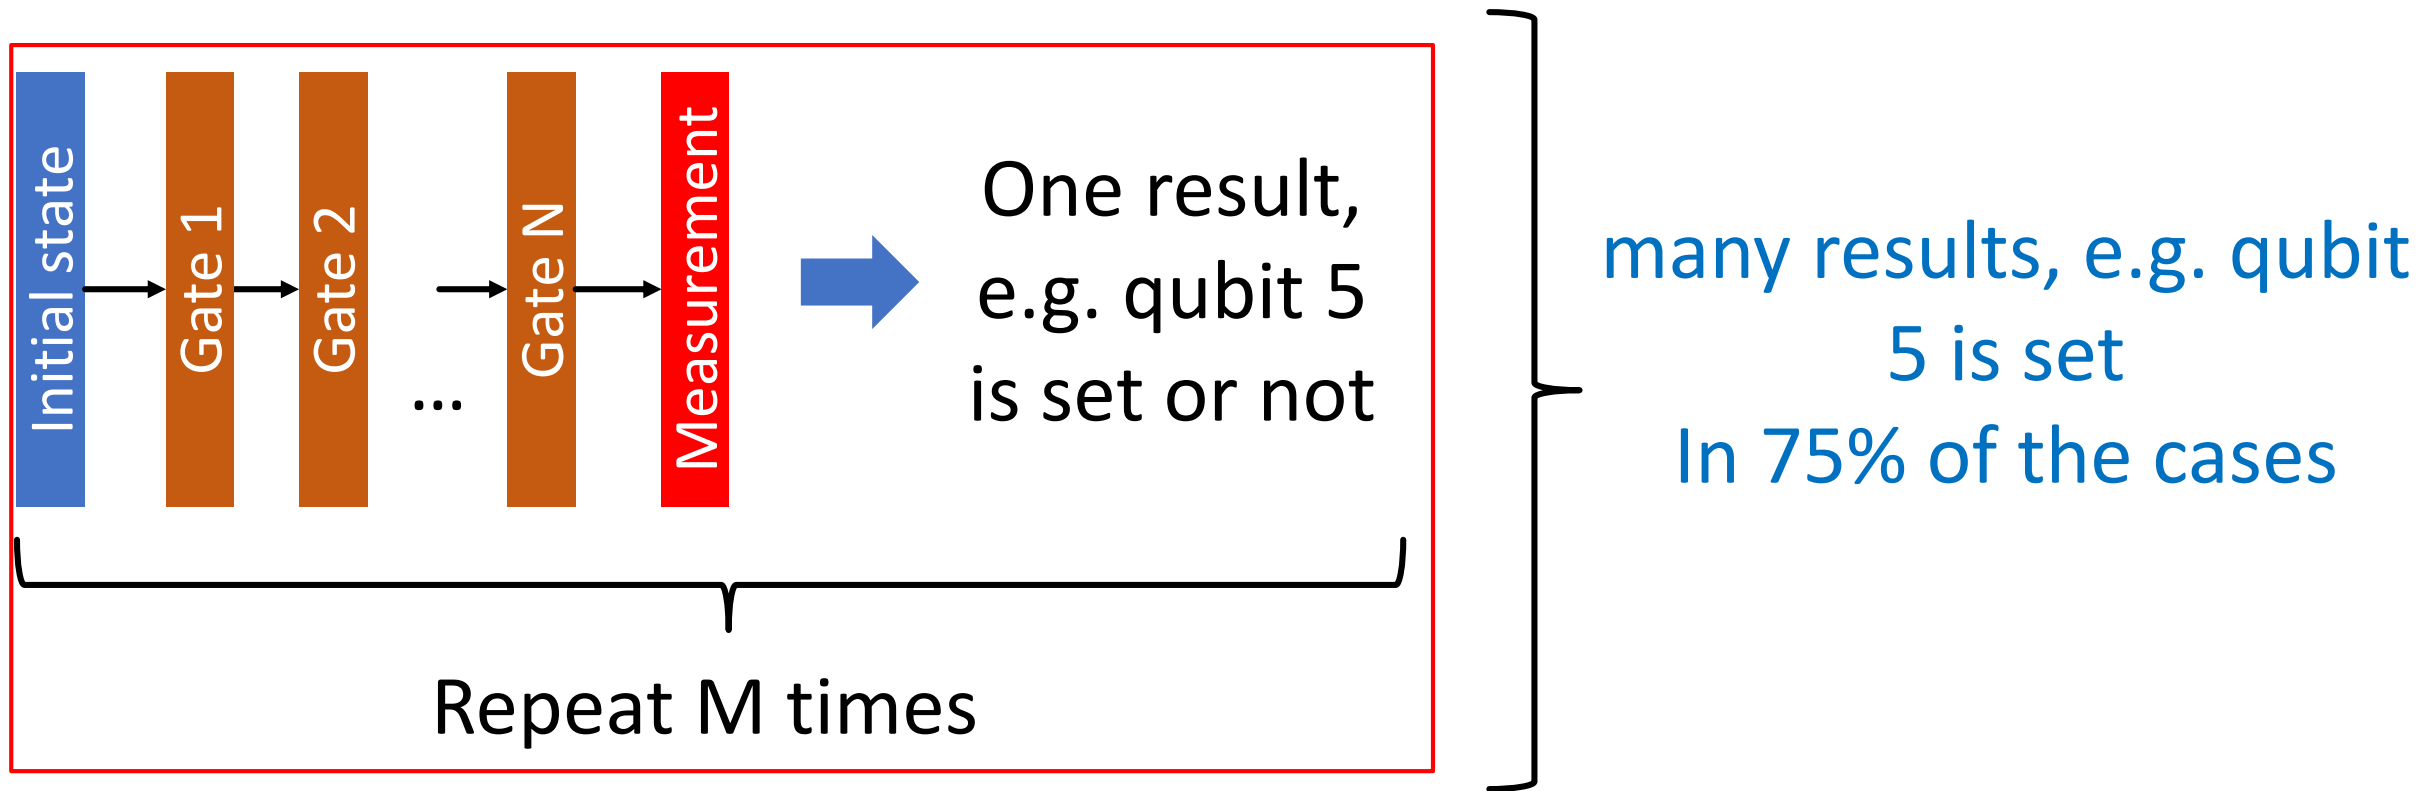 Initial state
Gate 1
Gate 2
...
Gate N
Measurement
One result,
e.g. qubit 5
is set or not
Repeat M times
many results, e.g. qubit
5 is set
In 75% of the cases